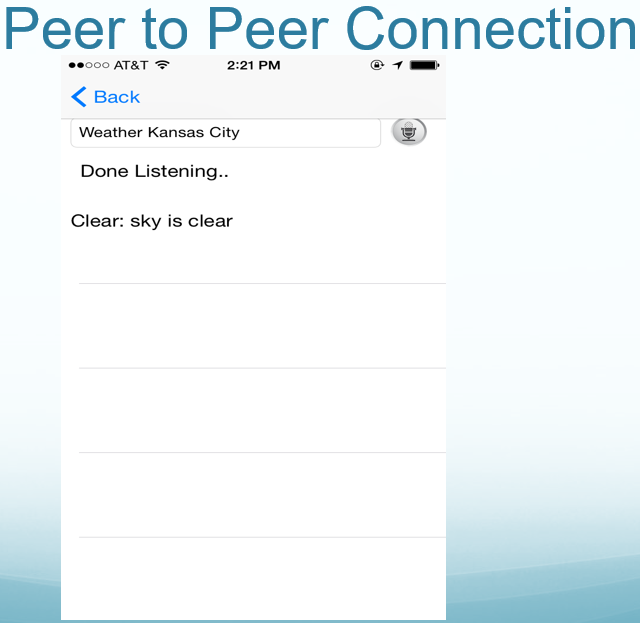 Peer to Peer Connection
AT&T 2:21 PM
Back
Weather Kansas City
Done Listening..
Clear: sky is clear